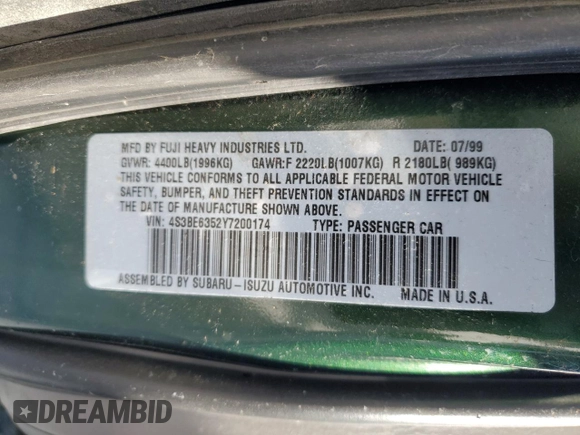 MFD BY FUJI HEAVY INDUSTRIES LTD. DATE: 07/99
GVWR: 4400LB(1996KG) GAWR:F 2220LB(1007KG) R 2180LB( 989KG)
THIS VEHICLE CONFORMS TO ALL APPLICABLE FEDERAL MOTOR VEHICLE
SAFETY, BUMPER, AND THEFT PREVENTION STANDARDS IN EFFECT ON
THE DATE OF MANUFACTURE SHOWN ABOVE.
VIN: 4S3BE6352Y7200174 TYPE: PASSENGER CAR
ASSEMBLED BY SUBARU-ISUZU AUTOMOTIVE INC. MADE IN U.S.A.
DREAMBID